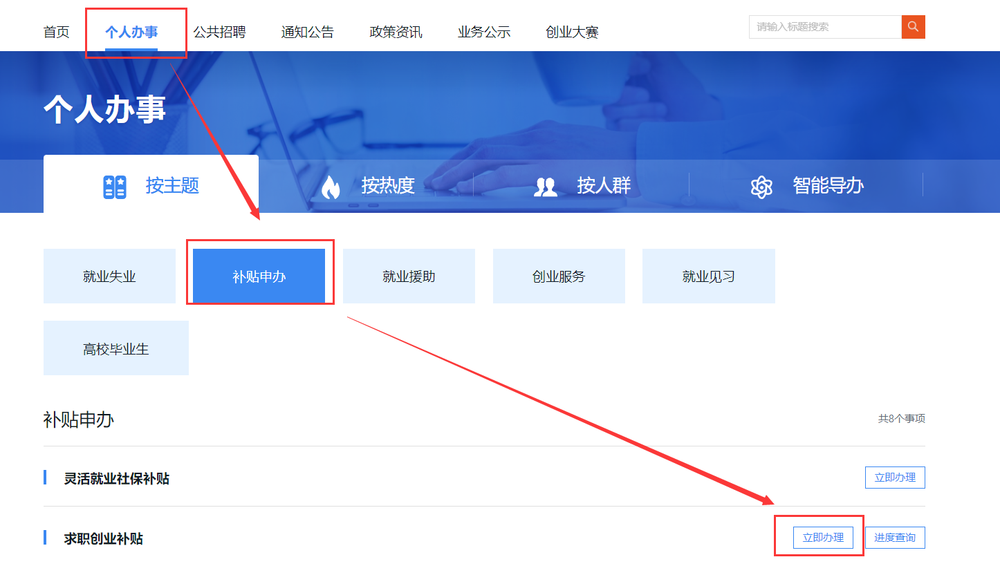 首页 个人办事 公共招聘 通知公告 政策资讯 业务公示 创业大赛 请输入标题搜索
个人办事
按主题 按热度 按人群 智能导办
就业失业 补贴申办 就业援助 创业服务 就业见习
高校毕业生
补贴申办 共8个事项
灵活就业社保补贴 立即办理
求职创业补贴 立即办理 进度查询